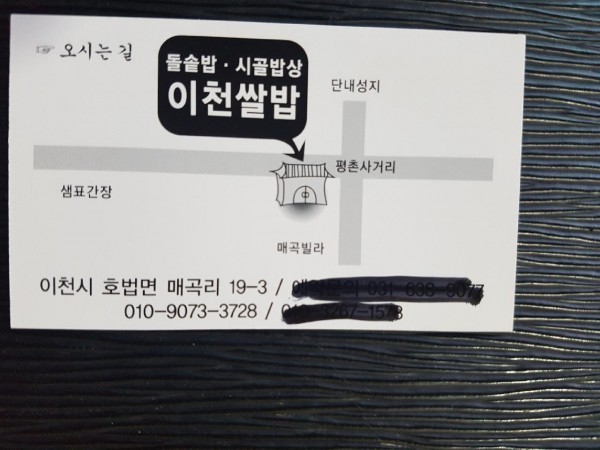 ☞ 오시는 길
돌솥밥 · 시골밥상
이천쌀밥
단내성지
평촌사거리
샘표간장
매곡빌라
이천시 호법면 매곡리 19-3 /
010-9073-3728 /